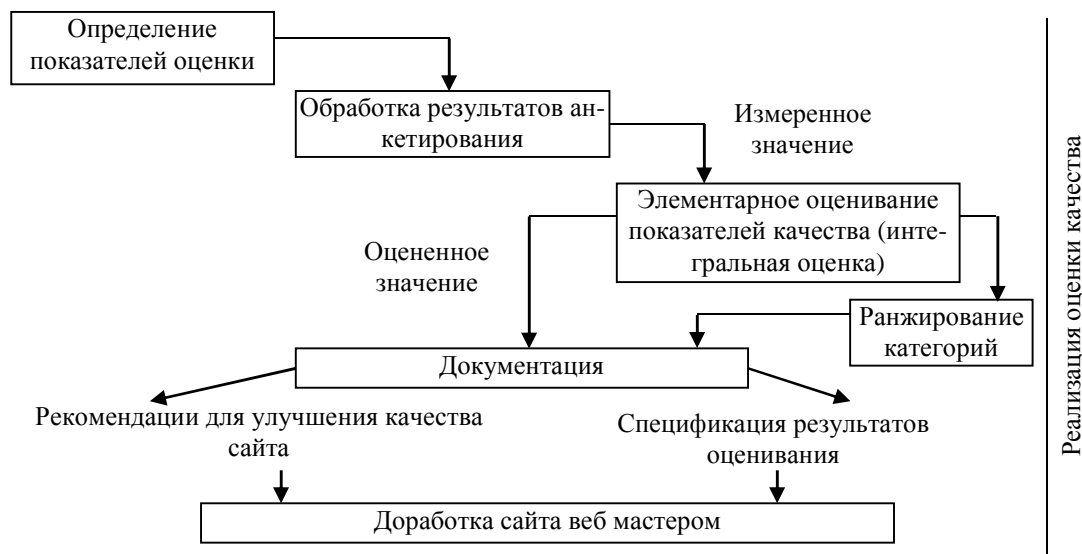 Определение
показателей оценки
Обработка результатов ан-
кетирования
Измеренное
значение
Элементарное оценивание
показателей качества (инте-
гральная оценка)
Оцененное
значение
Ранжирование
категорий
Документация
Рекомендации для улучшения качества
сайта
Спецификация результатов
оценивания
Доработка сайта веб мастером
Реализация оценки качества